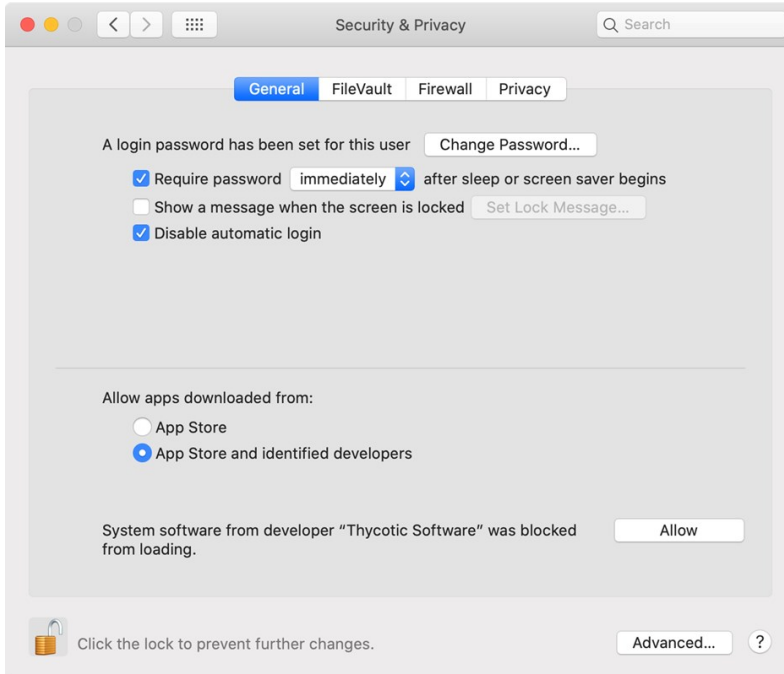 Security & Privacy
Search
General FileVault Firewall Privacy
A login password has been set for this user Change Password...
Require password immediately after sleep or screen saver begins
Show a message when the screen is locked Set Lock Message...
Disable automatic login
Allow apps downloaded from:
App Store
App Store and identified developers
System software from developer “Thycotic Software” was blocked
from loading.
Allow
Click the lock to prevent further changes.
Advanced... ?